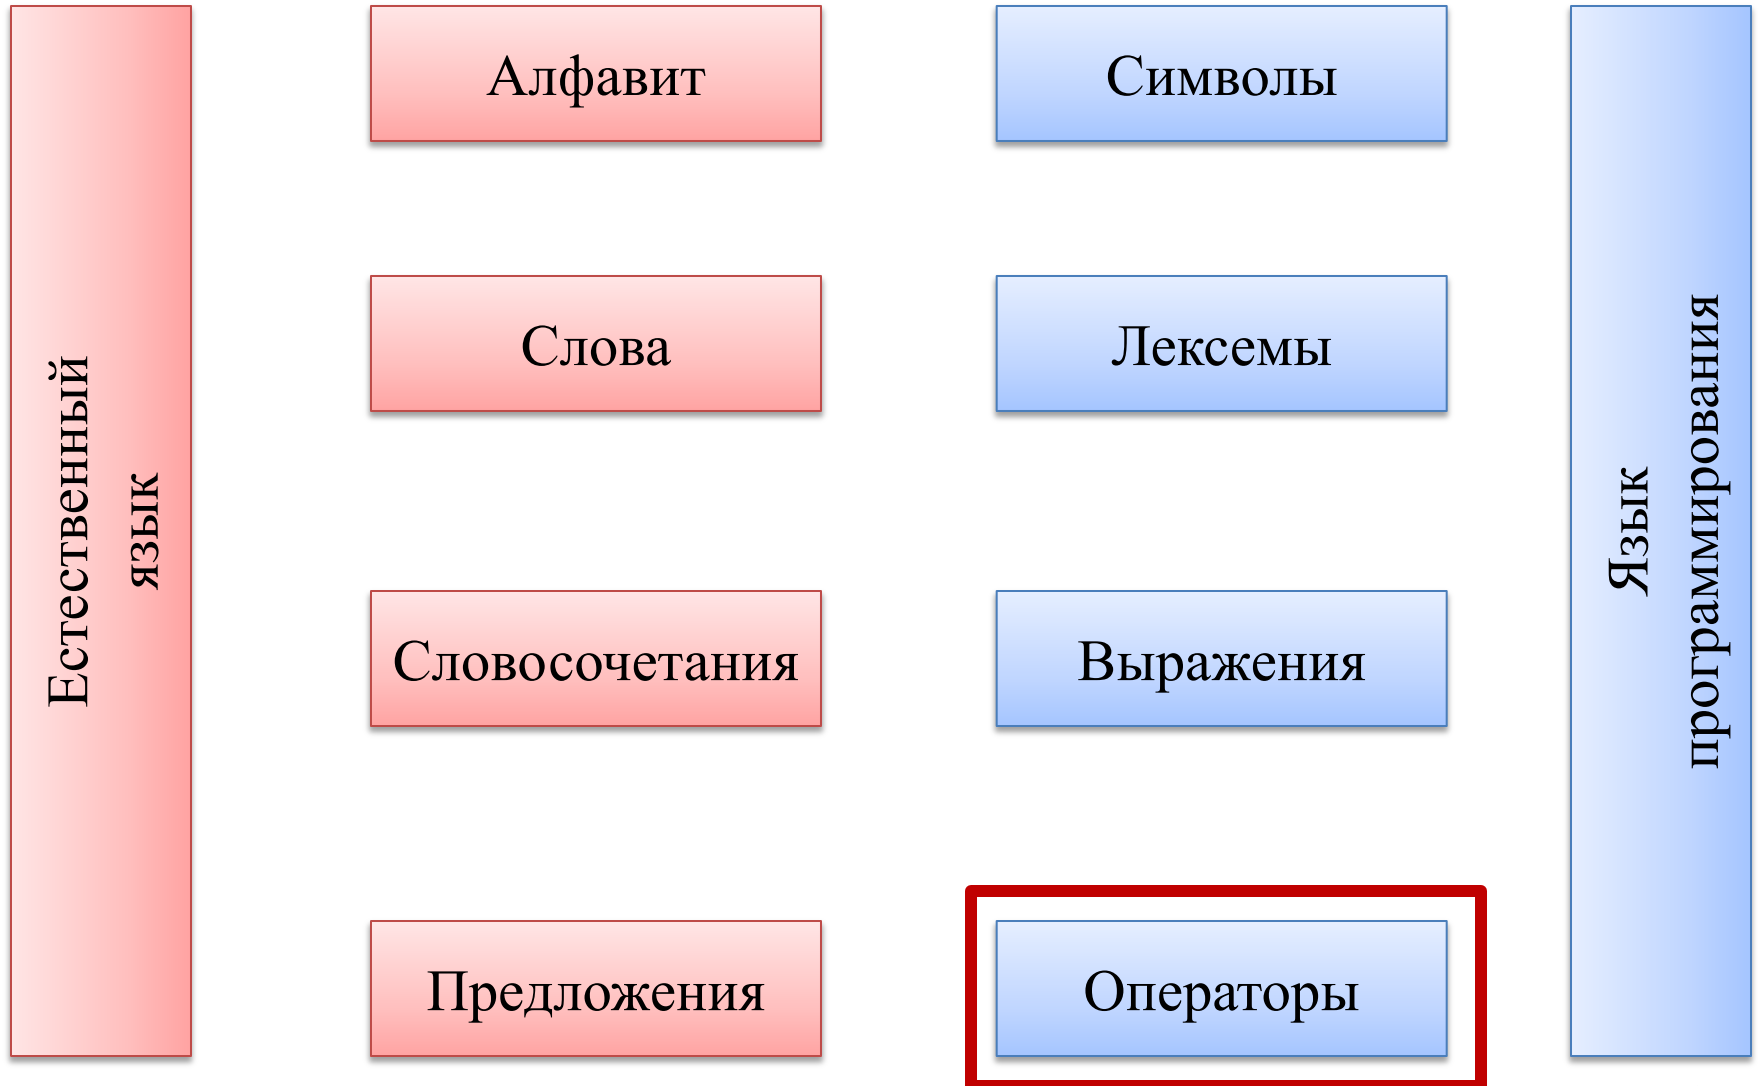 Естественный
язык
Алфавит
Символы
Слова
Лексемы
Словосочетания
Выражения
Предложения
Операторы
Язык
программирования